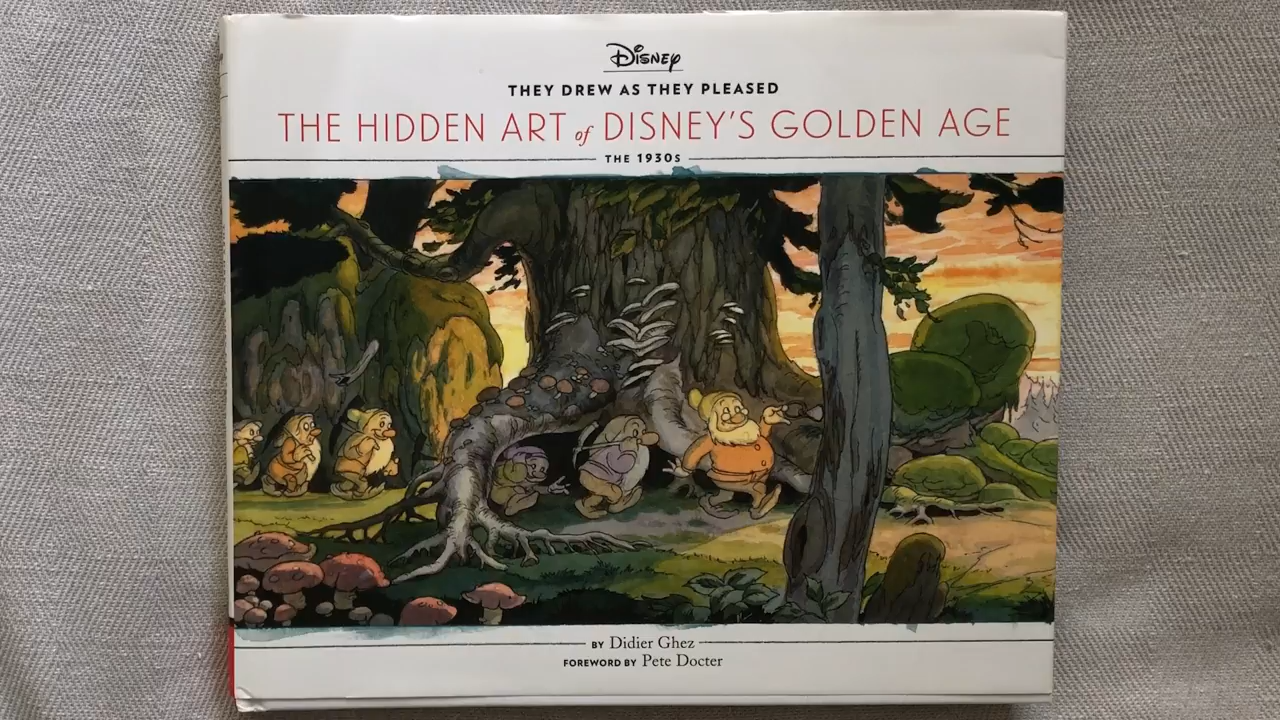 Disney
THEY DREW AS THEY PLEASED
THE HIDDEN ART of DISNEY'S GOLDEN AGE
THE 1930s
BY Didier Ghez
FOREWORD BY Pete Docter